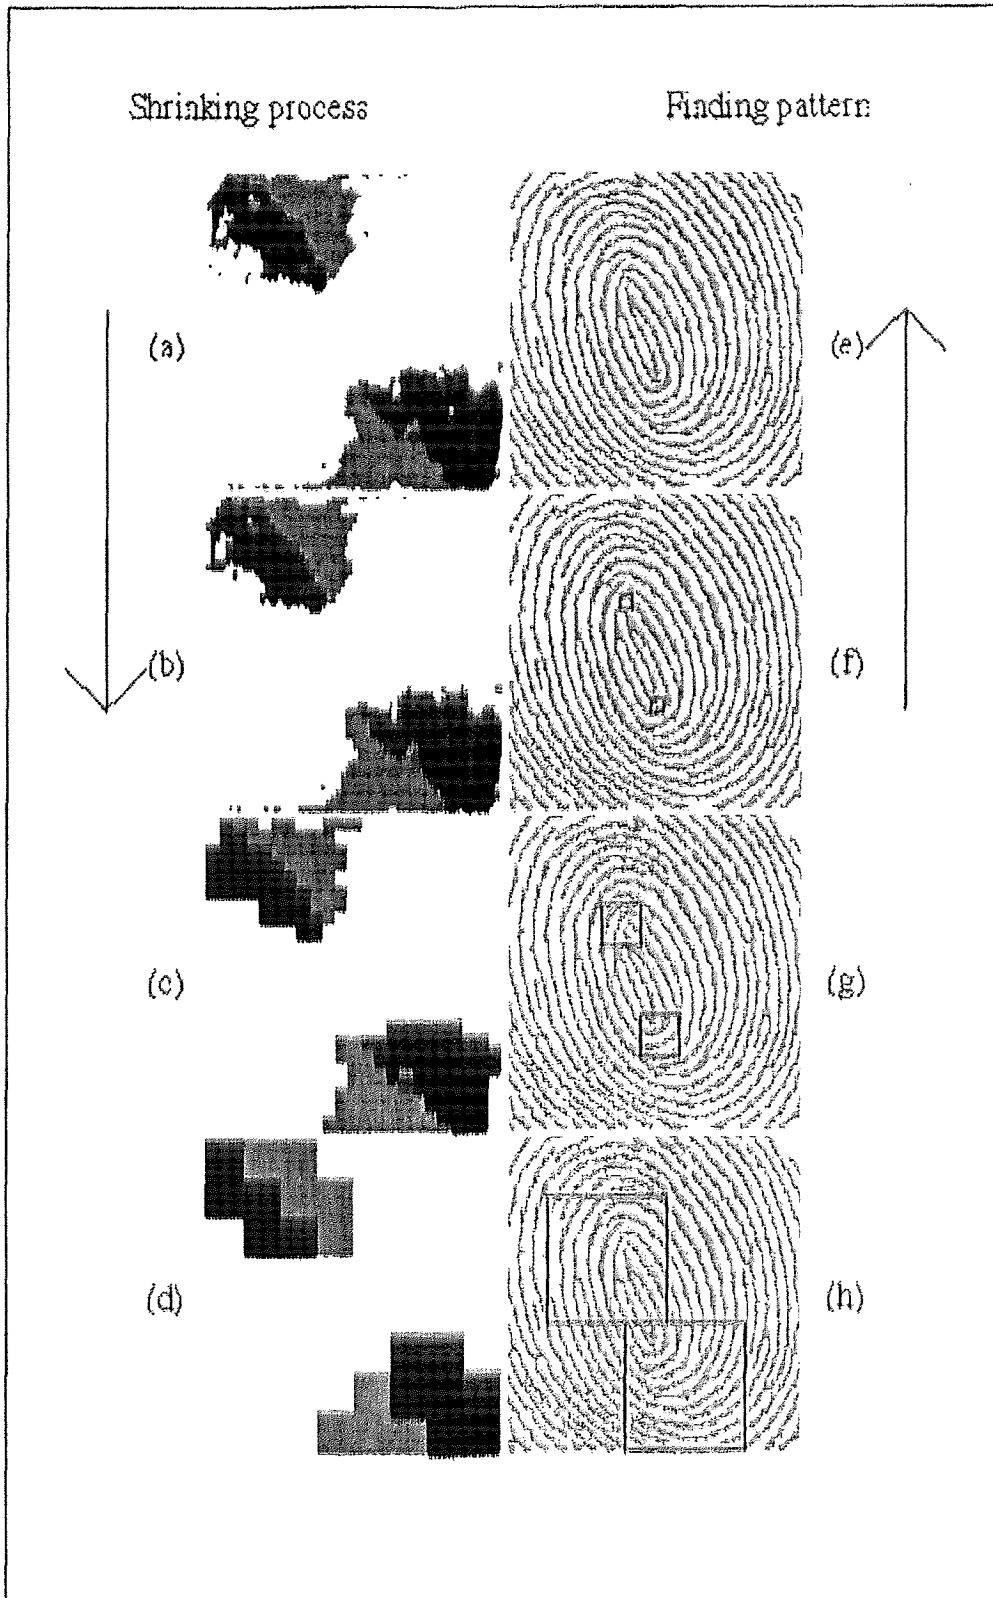 Shrinking process
Finding pattern
(a)
(e)
(b)
(f)
(c)
(g)
(d)
(h)